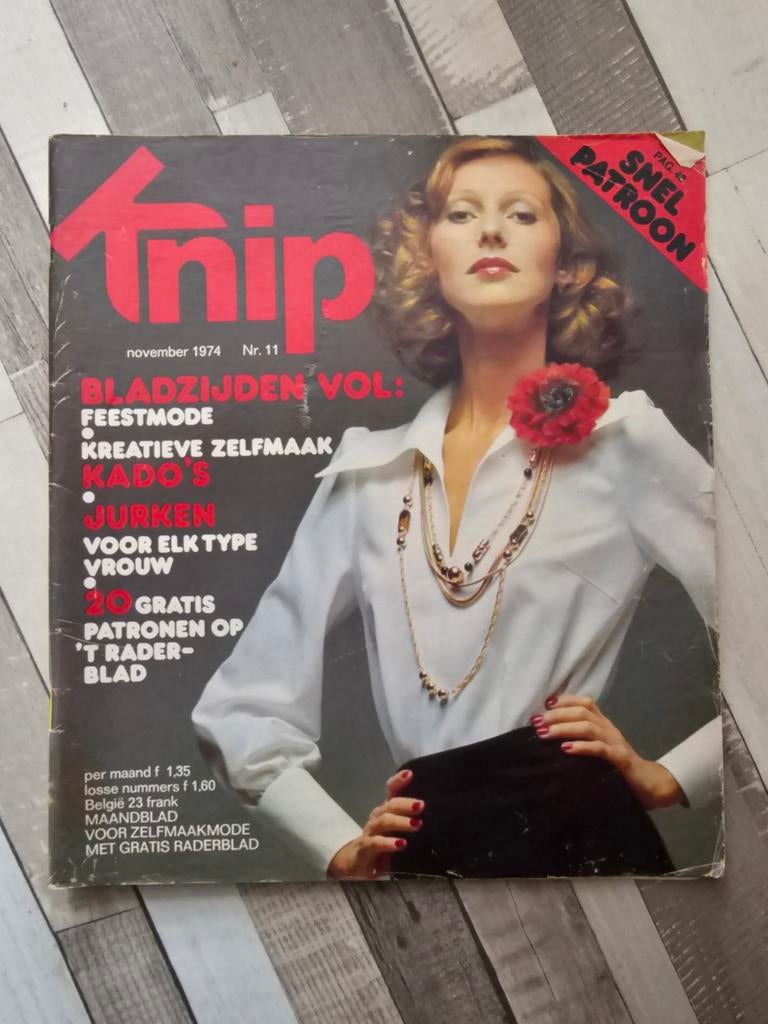 Knip
november 1974 Nr. 11
PAG. 45
SNEL
PATROON
BLADZIJDEN VOL:
FEESTMODE
•
KREATIEVE ZELFMAAK
KADO'S
•
JURKEN
VOOR ELK TYPE
VROUW
•
20 GRATIS
PATRONEN OP
'T RADER-
BLAD
per maand f 1,35
losse nummers f 1,60
België 23 frank
MAANDBLAD
VOOR ZELFMAAKMODE
MET GRATIS RADERBLAD